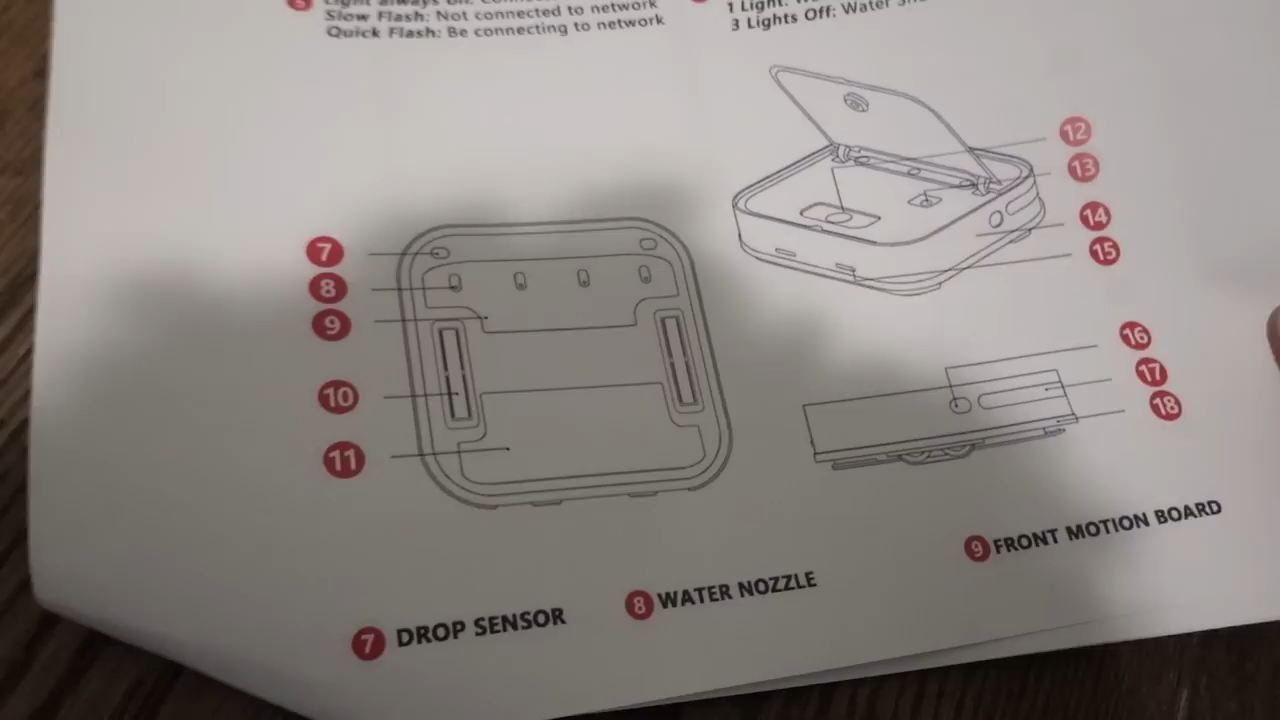 5
Slow Flash: Not connected to network
Quick Flash: Be connecting to network
1 Light:
3 Lights Off: Water
7
8
9
10
11
12
13
14
15
16
17
18
7 DROP SENSOR
8 WATER NOZZLE
9 FRONT MOTION BOARD